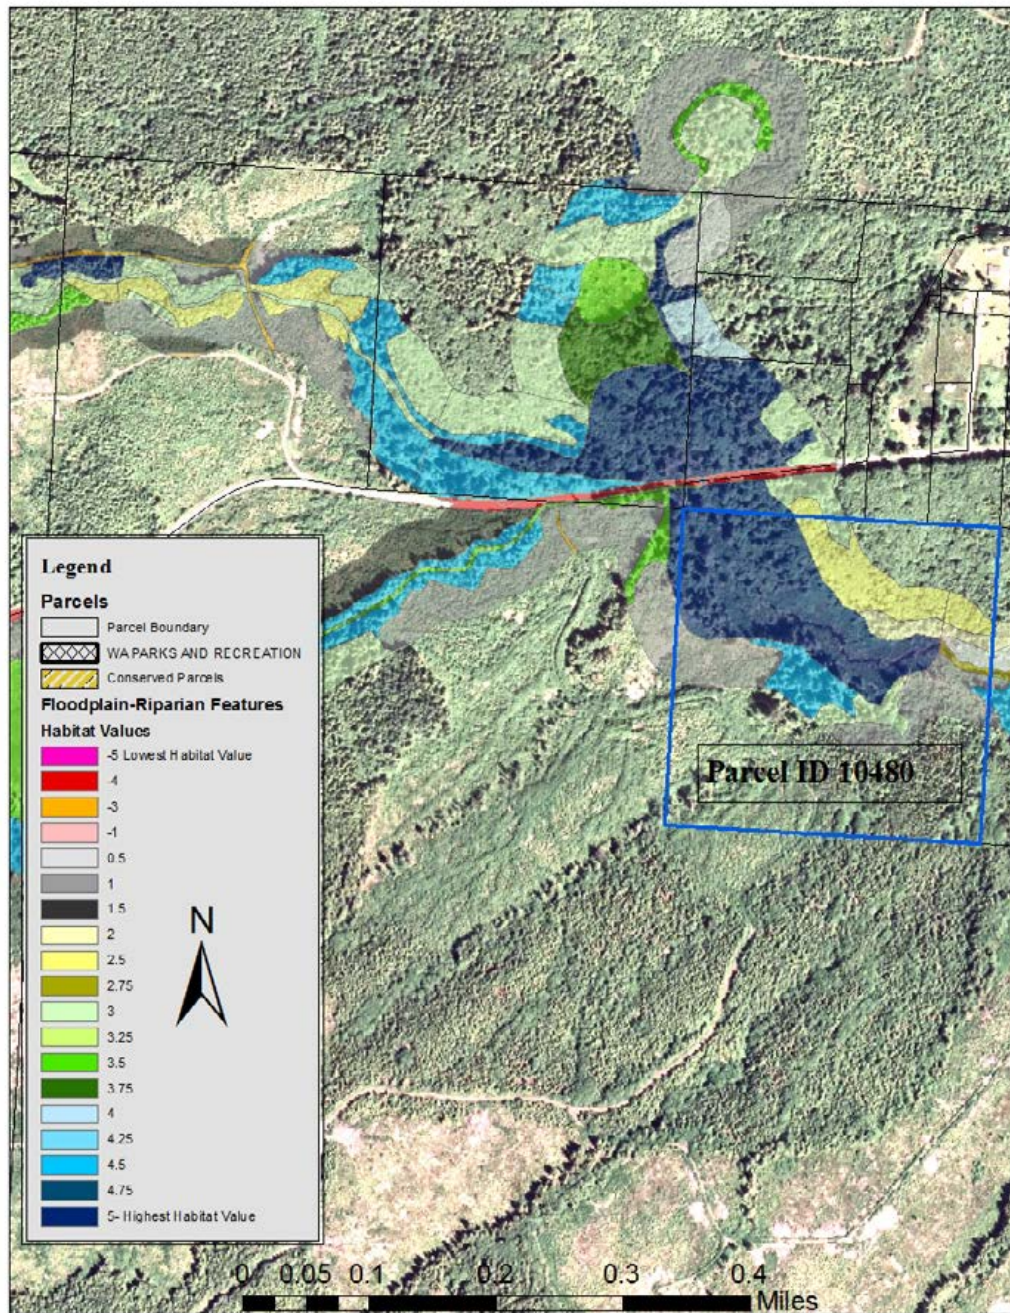 Legend
Parcels
Parcel Boundary
WA PARKS AND RECREATION
Conserved Parcels
Floodplain-Riparian Features
Habitat Values
-5 Lowest Habitat Value
-4
-3
-1
0.5
1
1.5
2
2.5
2.75
3
3.25
3.5
3.75
4
4.25
4.5
4.75
5- Highest Habitat Value
N
Parcel ID 10480
0 0.05 0.1 0.2 0.3 0.4
Miles